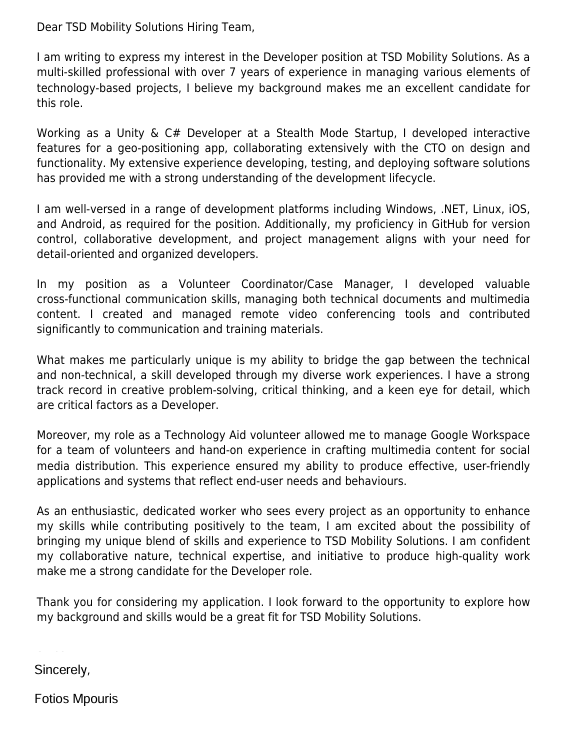 Dear TSD Mobility Solutions Hiring Team,
I am writing to express my interest in the Developer position at TSD Mobility Solutions. As a
multi-skilled professional with over 7 years of experience in managing various elements of
technology-based projects, I believe my background makes me an excellent candidate for
this role.
Working as a Unity & C# Developer at a Stealth Mode Startup, I developed interactive
features for a geo-positioning app, collaborating extensively with the CTO on design and
functionality. My extensive experience developing, testing, and deploying software solutions
has provided me with a strong understanding of the development lifecycle.
I am well-versed in a range of development platforms including Windows, .NET, Linux, iOS,
and Android, as required for the position. Additionally, my proficiency in GitHub for version
control, collaborative development, and project management aligns with your need for
detail-oriented and organized developers.
In my position as a Volunteer Coordinator/Case Manager, I developed valuable
cross-functional communication skills, managing both technical documents and multimedia
content. I created and managed remote video conferencing tools and contributed
significantly to communication and training materials.
What makes me particularly unique is my ability to bridge the gap between the technical
and non-technical, a skill developed through my diverse work experiences. I have a strong
track record in creative problem-solving, critical thinking, and a keen eye for detail, which
are critical factors as a Developer.
Moreover, my role as a Technology Aid volunteer allowed me to manage Google Workspace
for a team of volunteers and hand-on experience in crafting multimedia content for social
media distribution. This experience ensured my ability to produce effective, user-friendly
applications and systems that reflect end-user needs and behaviours.
As an enthusiastic, dedicated worker who sees every project as an opportunity to enhance
my skills while contributing positively to the team, I am excited about the possibility of
bringing my unique blend of skills and experience to TSD Mobility Solutions. I am confident
my collaborative nature, technical expertise, and initiative to produce high-quality work
make me a strong candidate for the Developer role.
Thank you for considering my application. I look forward to the opportunity to explore how
my background and skills would be a great fit for TSD Mobility Solutions.
Sincerely,
Fotios Mpouris